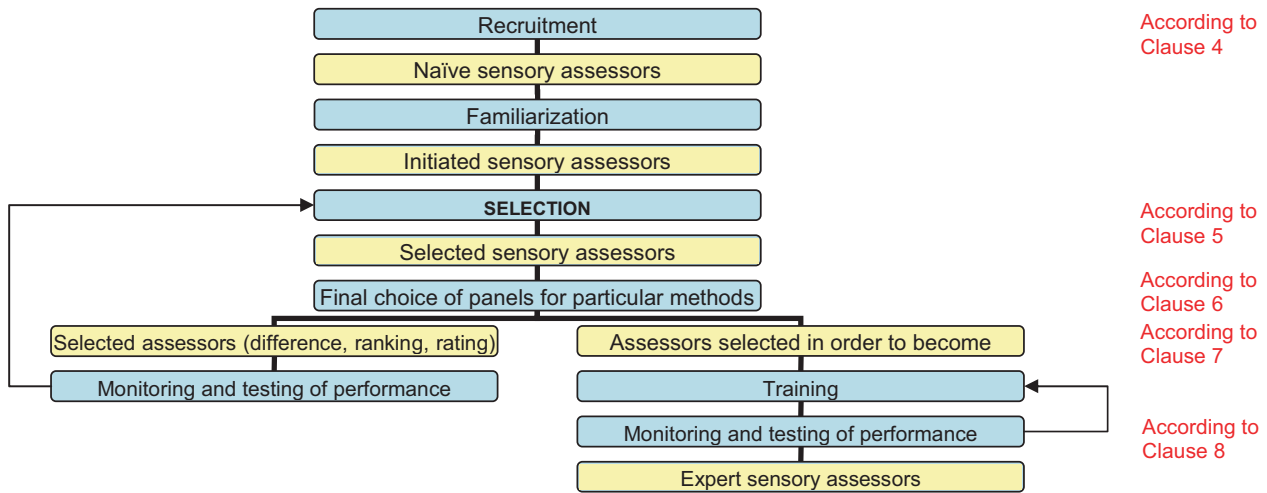 Recruitment
According to
Clause 4
Naïve sensory assessors
Familiarization
Initiated sensory assessors
SELECTION
According to
Clause 5
Selected sensory assessors
Final choice of panels for particular methods
According to
Clause 6
Selected assessors (difference, ranking, rating)
Assessors selected in order to become
According to
Clause 7
Monitoring and testing of performance
Training
Monitoring and testing of performance
According to
Clause 8
Expert sensory assessors